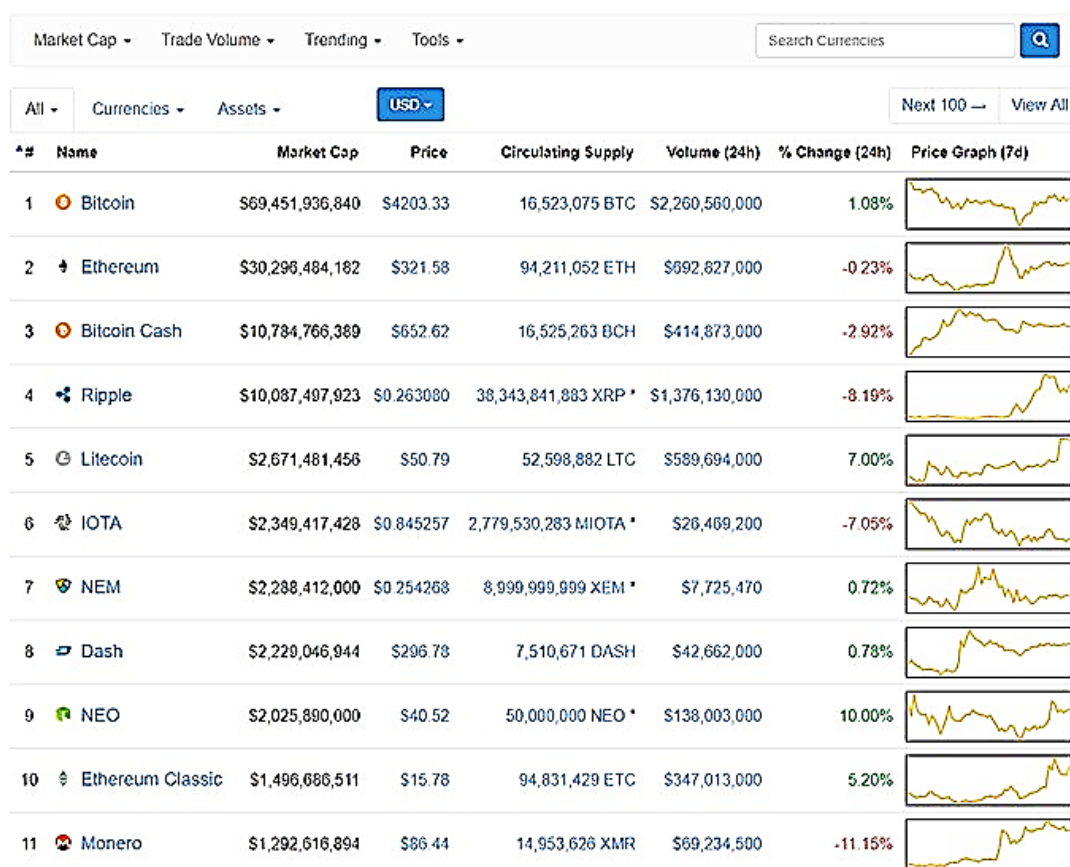 Market Cap Trade Volume Trending Tools Search Currencies
All Currencies Assets USD Next 100 → View All
# Name Market Cap Price Circulating Supply Volume (24h) % Change (24h) Price Graph (7d)
1 Bitcoin $69,451,936,840 $4203.33 16,523,075 BTC $2,260,560,000 1.08%
2 Ethereum $30,296,484,182 $321.58 94,211,052 ETH $692,827,000 -0.23%
3 Bitcoin Cash $10,784,766,389 $652.62 16,525,263 BCH $414,873,000 -2.92%
4 Ripple $10,087,497,923 $0.263080 38,343,841,883 XRP * $1,376,130,000 -8.19%
5 Litecoin $2,671,481,456 $50.79 52,598,882 LTC $589,694,000 7.00%
6 IOTA $2,349,417,428 $0.845257 2,779,530,283 MIOTA * $26,469,200 -7.05%
7 NEM $2,288,412,000 $0.254268 8,999,999,999 XEM * $7,725,470 0.72%
8 Dash $2,229,046,944 $296.78 7,510,671 DASH $42,662,000 0.78%
9 NEO $2,025,890,000 $40.52 50,000,000 NEO * $138,003,000 10.00%
10 Ethereum Classic $1,496,686,511 $15.78 94,831,429 ETC $347,013,000 5.20%
11 Monero $1,292,616,894 $86.44 14,953,626 XMR $69,234,500 -11.15%